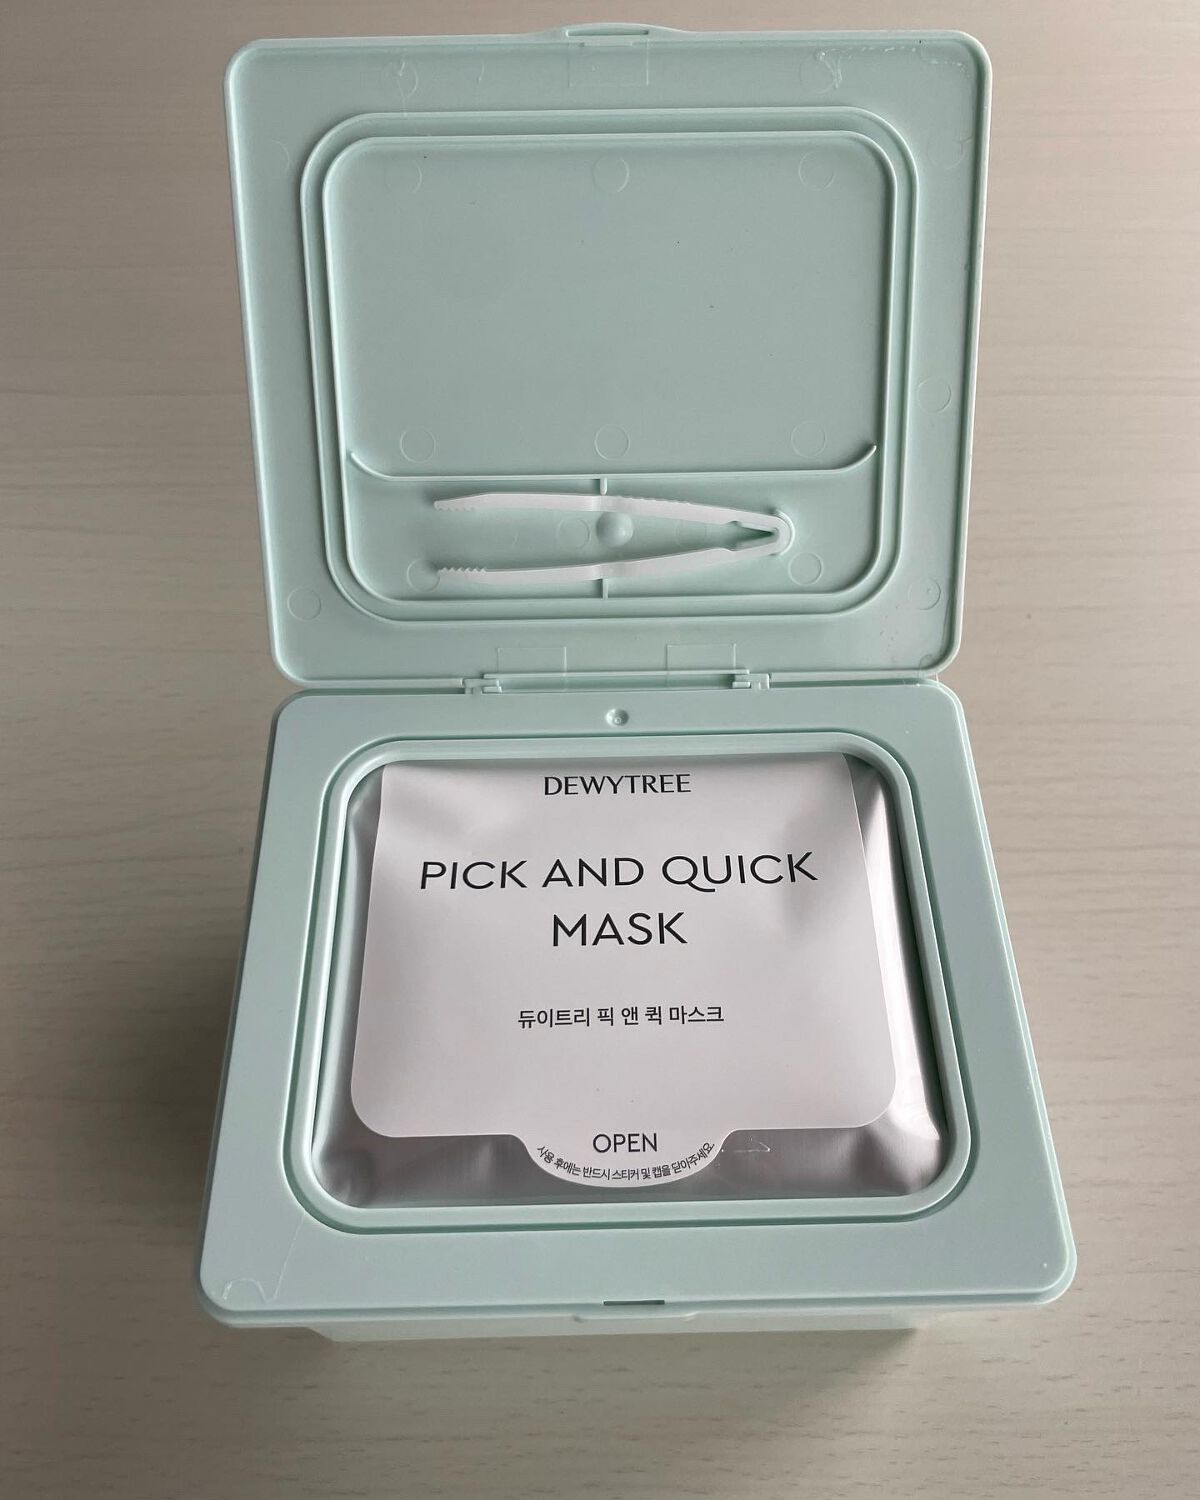 DEWYTREE
PICK AND QUICK
MASK
듀이트리 픽 앤 퀵 마스크
OPEN
사용 후에는 반드시 스티커 및 캡을 닫아주세요.